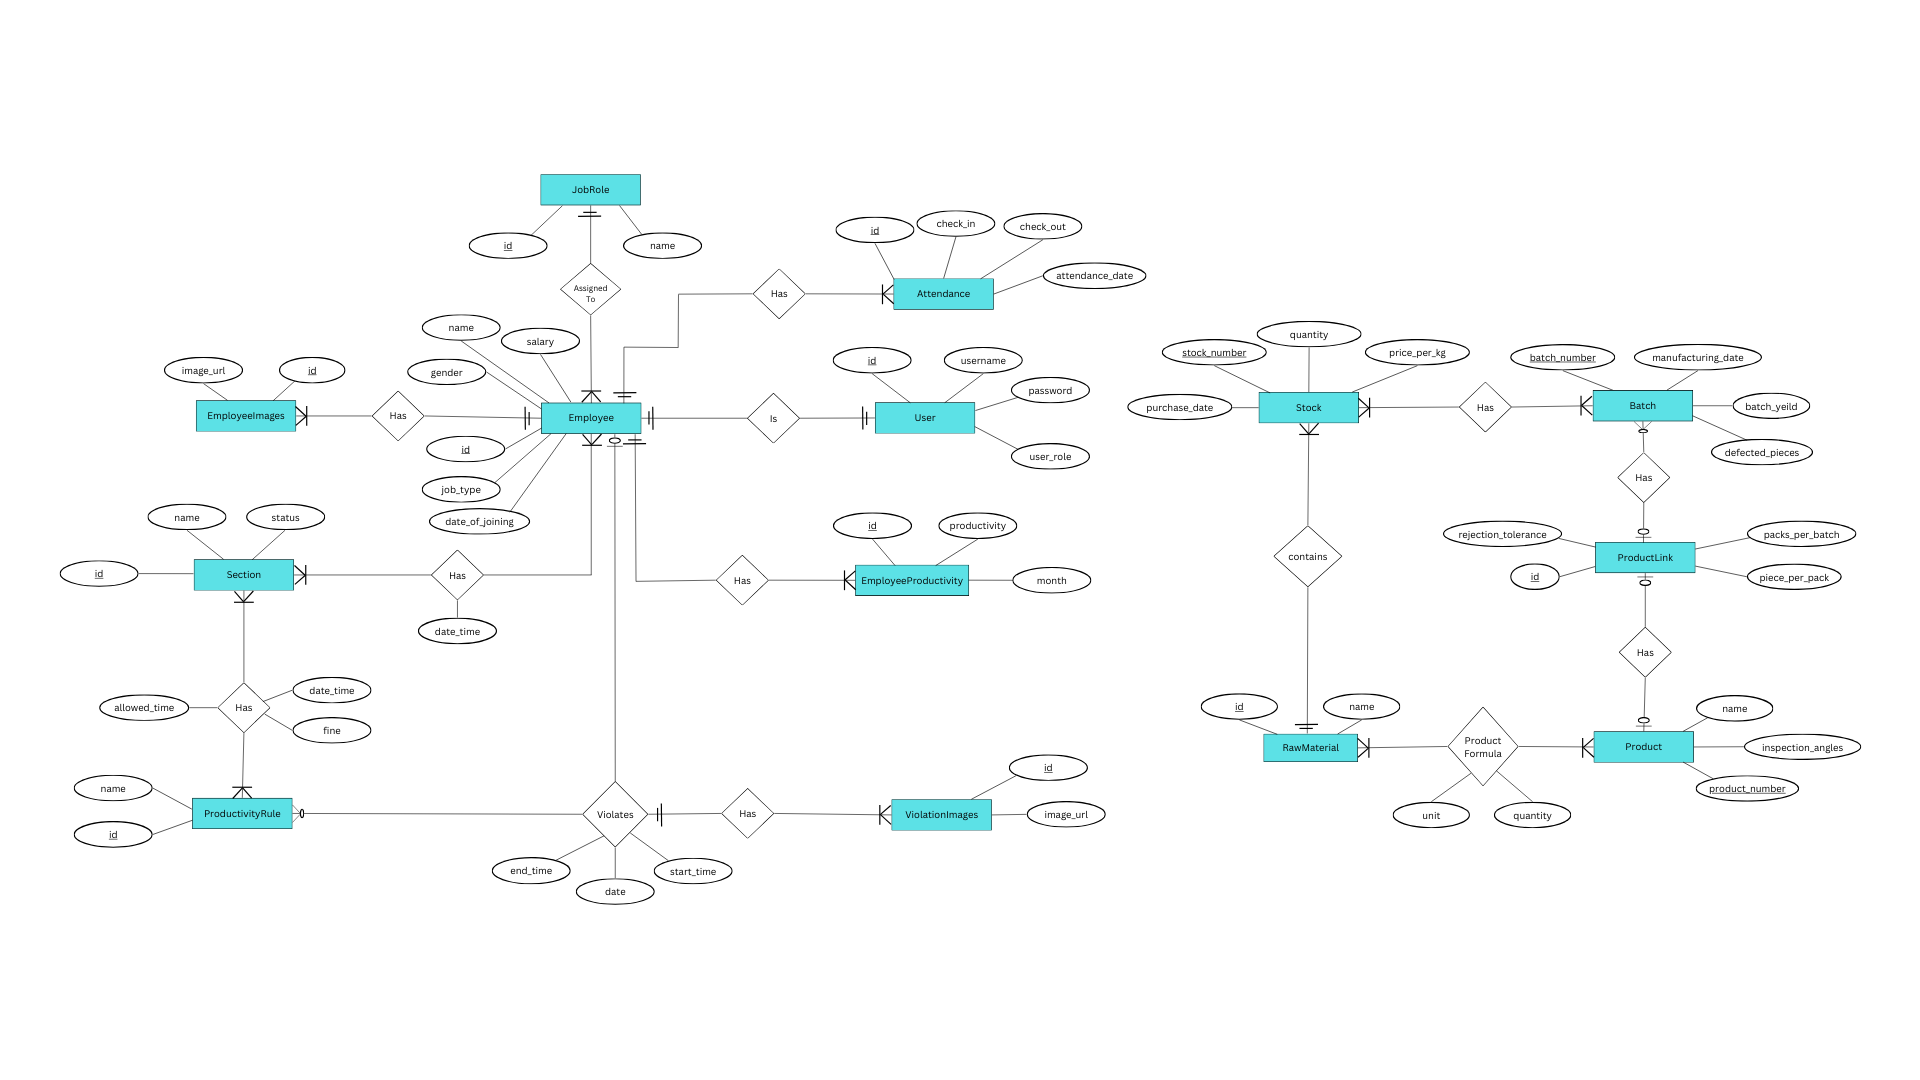 JobRole
id
name
Assigned
To
id
check_in
check_out
attendance_date
Has
Attendance
name
salary
gender
image_url
id
EmployeeImages
Has
Employee
id
job_type
date_of_joining
Is
id
username
password
User
user_role
name
status
id
Section
Has
date_time
id
productivity
Has
EmployeeProductivity
month
allowed_time
Has
date_time
fine
name
id
ProductivityRule
Violates
end_time
date
start_time
Has
id
ViolationImages
image_url
stock_number
quantity
price_per_kg
purchase_date
Stock
Has
batch_number
manufacturing_date
Batch
batch_yeild
defected_pieces
Has
contains
rejection_tolerance
id
ProductLink
packs_per_batch
piece_per_pack
Has
id
name
RawMaterial
Product
Formula
unit
quantity
Product
name
inspection_angles
product_number